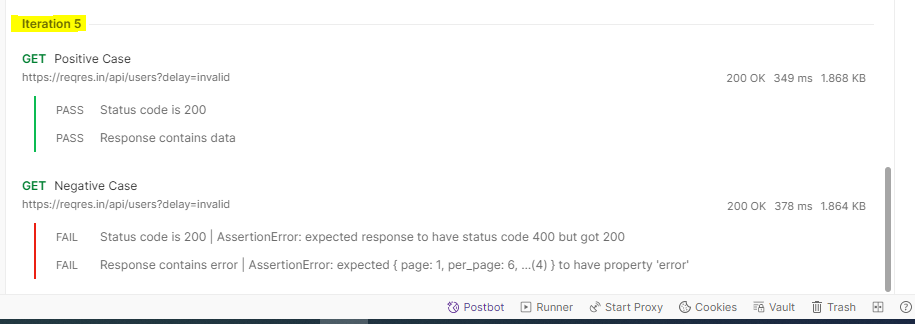 Iteration 5
GET Positive Case
https://reqres.in/api/users?delay=invalid
200 OK 349 ms 1.868 KB
PASS Status code is 200
PASS Response contains data
GET Negative Case
https://reqres.in/api/users?delay=invalid
200 OK 378 ms 1.864 KB
FAIL Status code is 200 | AssertionError: expected response to have status code 400 but got 200
FAIL Response contains error | AssertionError: expected { page: 1, per_page: 6, …(4) } to have property 'error'
Postbot Runner Start Proxy Cookies Vault Trash